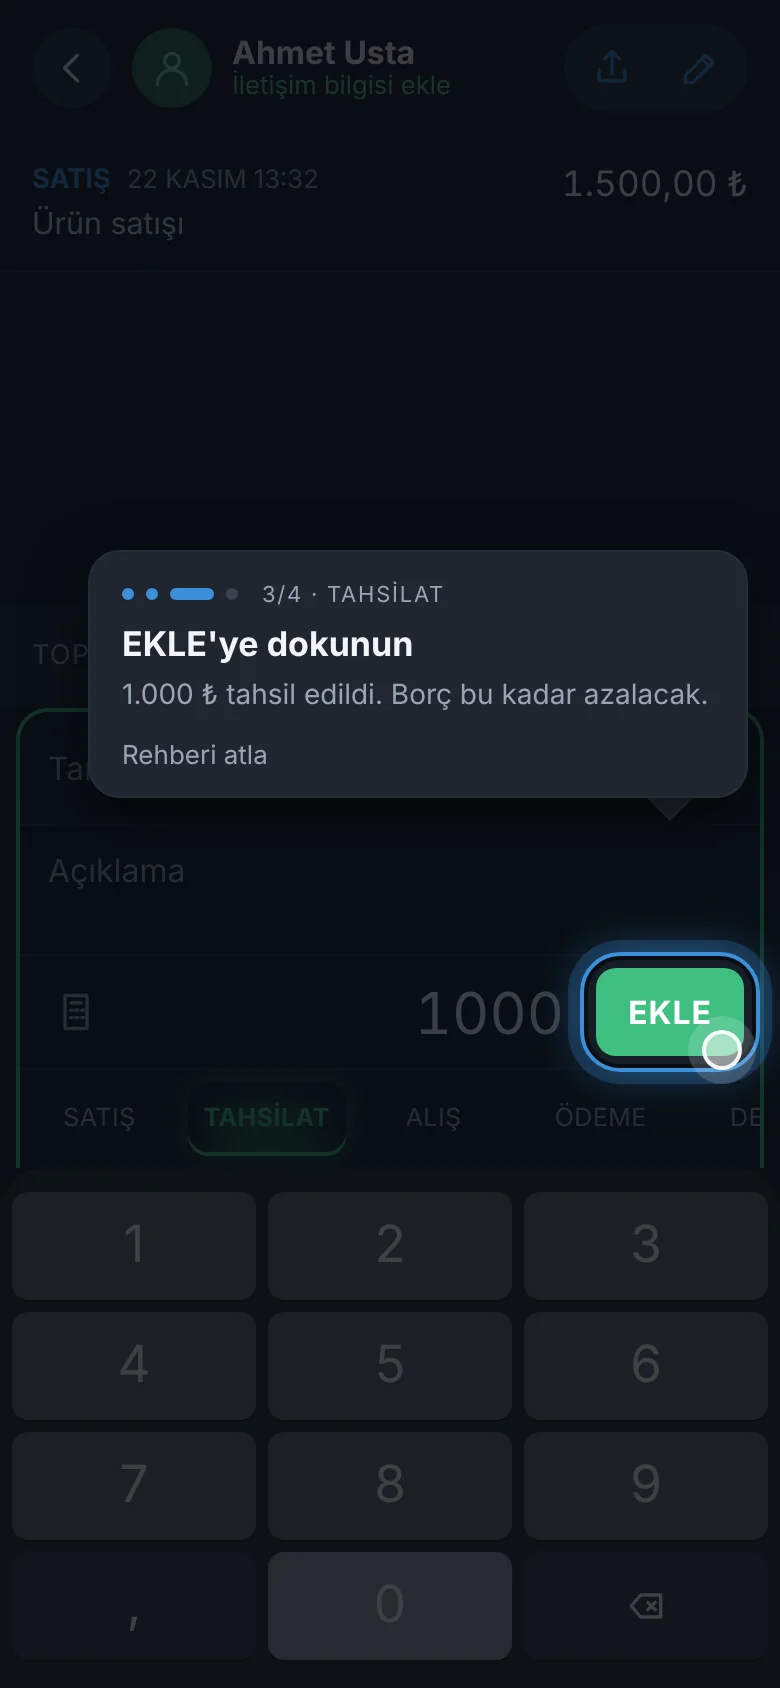 Ahmet Usta
İletişim bilgisi ekle
SATIŞ 22 KASIM 13:32
1.500,00 ₺
Ürün satışı
3/4 · TAHSİLAT
EKLE'ye dokunun
1.000 ₺ tahsil edildi. Borç bu kadar azalacak.
Rehberi atla
Açıklama
1000
EKLE
SATIŞ TAHSİLAT ALIŞ ÖDEME
1 2 3
4 5 6
7 8 9
, 0